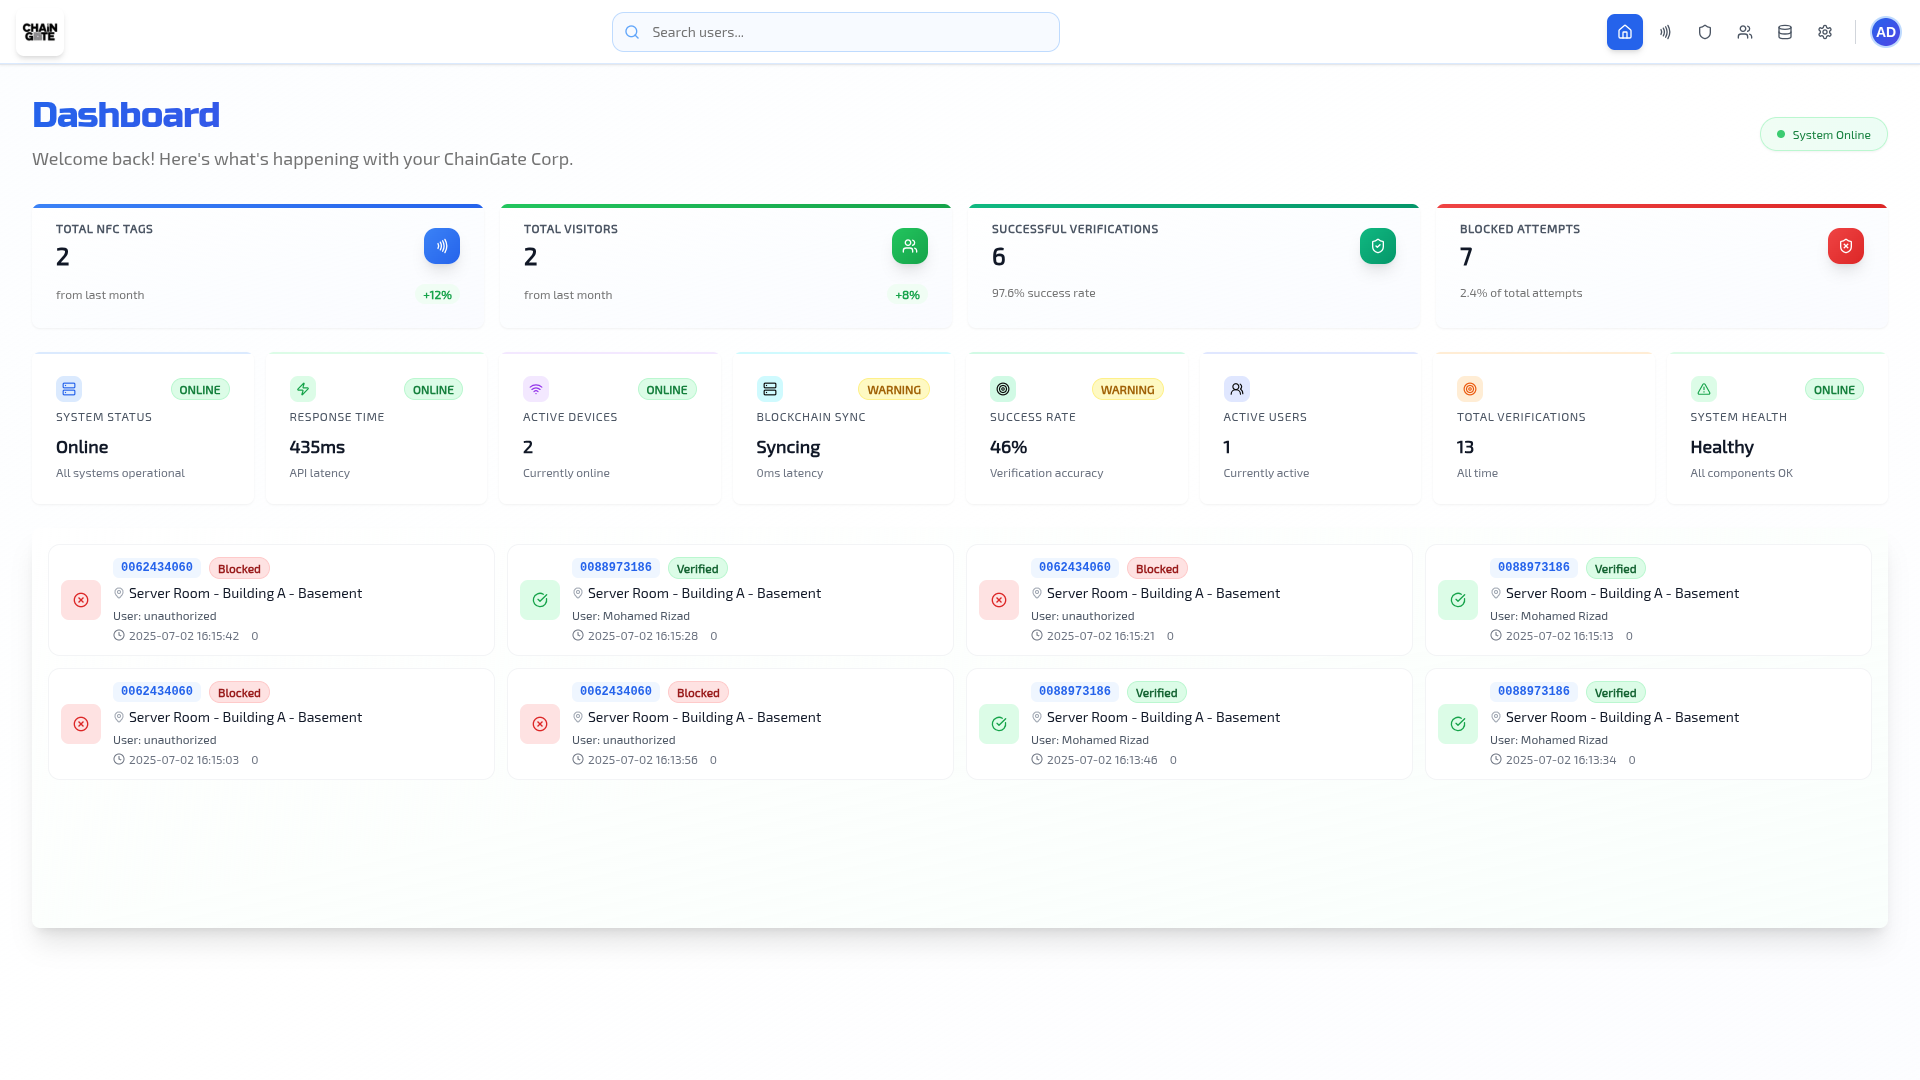 CHAIN
GATE
Search users...
AD
Dashboard
Welcome back! Here's what's happening with your ChainGate Corp.
System Online
TOTAL NFC TAGS
2
from last month
+12%
TOTAL VISITORS
2
from last month
+8%
SUCCESSFUL VERIFICATIONS
6
97.6% success rate
BLOCKED ATTEMPTS
7
2.4% of total attempts
ONLINE
SYSTEM STATUS
Online
All systems operational
ONLINE
RESPONSE TIME
435ms
API latency
ONLINE
ACTIVE DEVICES
2
Currently online
WARNING
BLOCKCHAIN SYNC
Syncing
0ms latency
WARNING
SUCCESS RATE
46%
Verification accuracy
ACTIVE USERS
1
Currently active
TOTAL VERIFICATIONS
13
All time
ONLINE
SYSTEM HEALTH
Healthy
All components OK
0062434060 Blocked
Server Room - Building A - Basement
User: unauthorized
2025-07-02 16:15:42 0
0088973186 Verified
Server Room - Building A - Basement
User: Mohamed Rizad
2025-07-02 16:15:28 0
0062434060 Blocked
Server Room - Building A - Basement
User: unauthorized
2025-07-02 16:15:21 0
0088973186 Verified
Server Room - Building A - Basement
User: Mohamed Rizad
2025-07-02 16:15:13 0
0062434060 Blocked
Server Room - Building A - Basement
User: unauthorized
2025-07-02 16:15:03 0
0062434060 Blocked
Server Room - Building A - Basement
User: unauthorized
2025-07-02 16:13:56 0
0088973186 Verified
Server Room - Building A - Basement
User: Mohamed Rizad
2025-07-02 16:13:46 0
0088973186 Verified
Server Room - Building A - Basement
User: Mohamed Rizad
2025-07-02 16:13:34 0